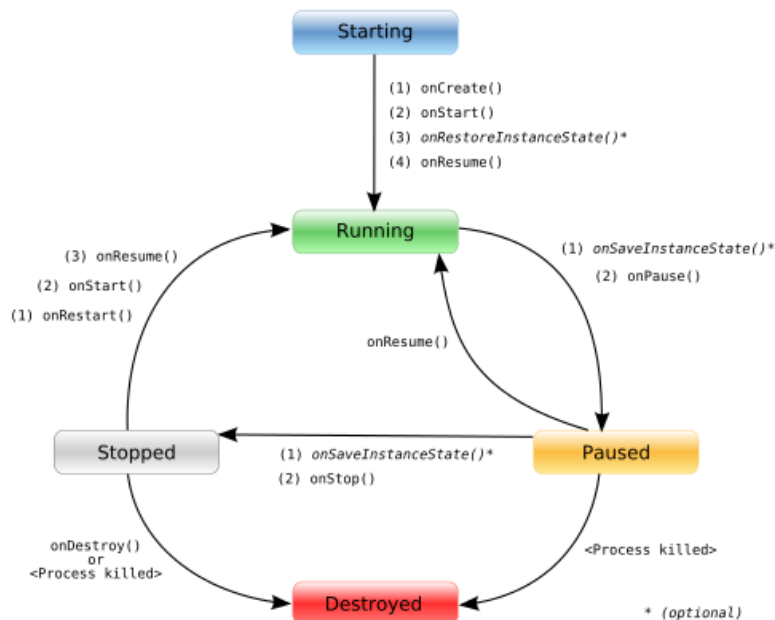 Starting
(1) onCreate()
(2) onStart()
(3) onRestoreInstanceState()*
(4) onResume()
Running
(3) onResume()
(2) onStart()
(1) onRestart()
(1) onSaveInstanceState()*
(2) onPause()
onResume()
Stopped
(1) onSaveInstanceState()*
(2) onStop()
Paused
onDestroy()
or
<Process killed>
<Process killed>
Destroyed
* (optional)